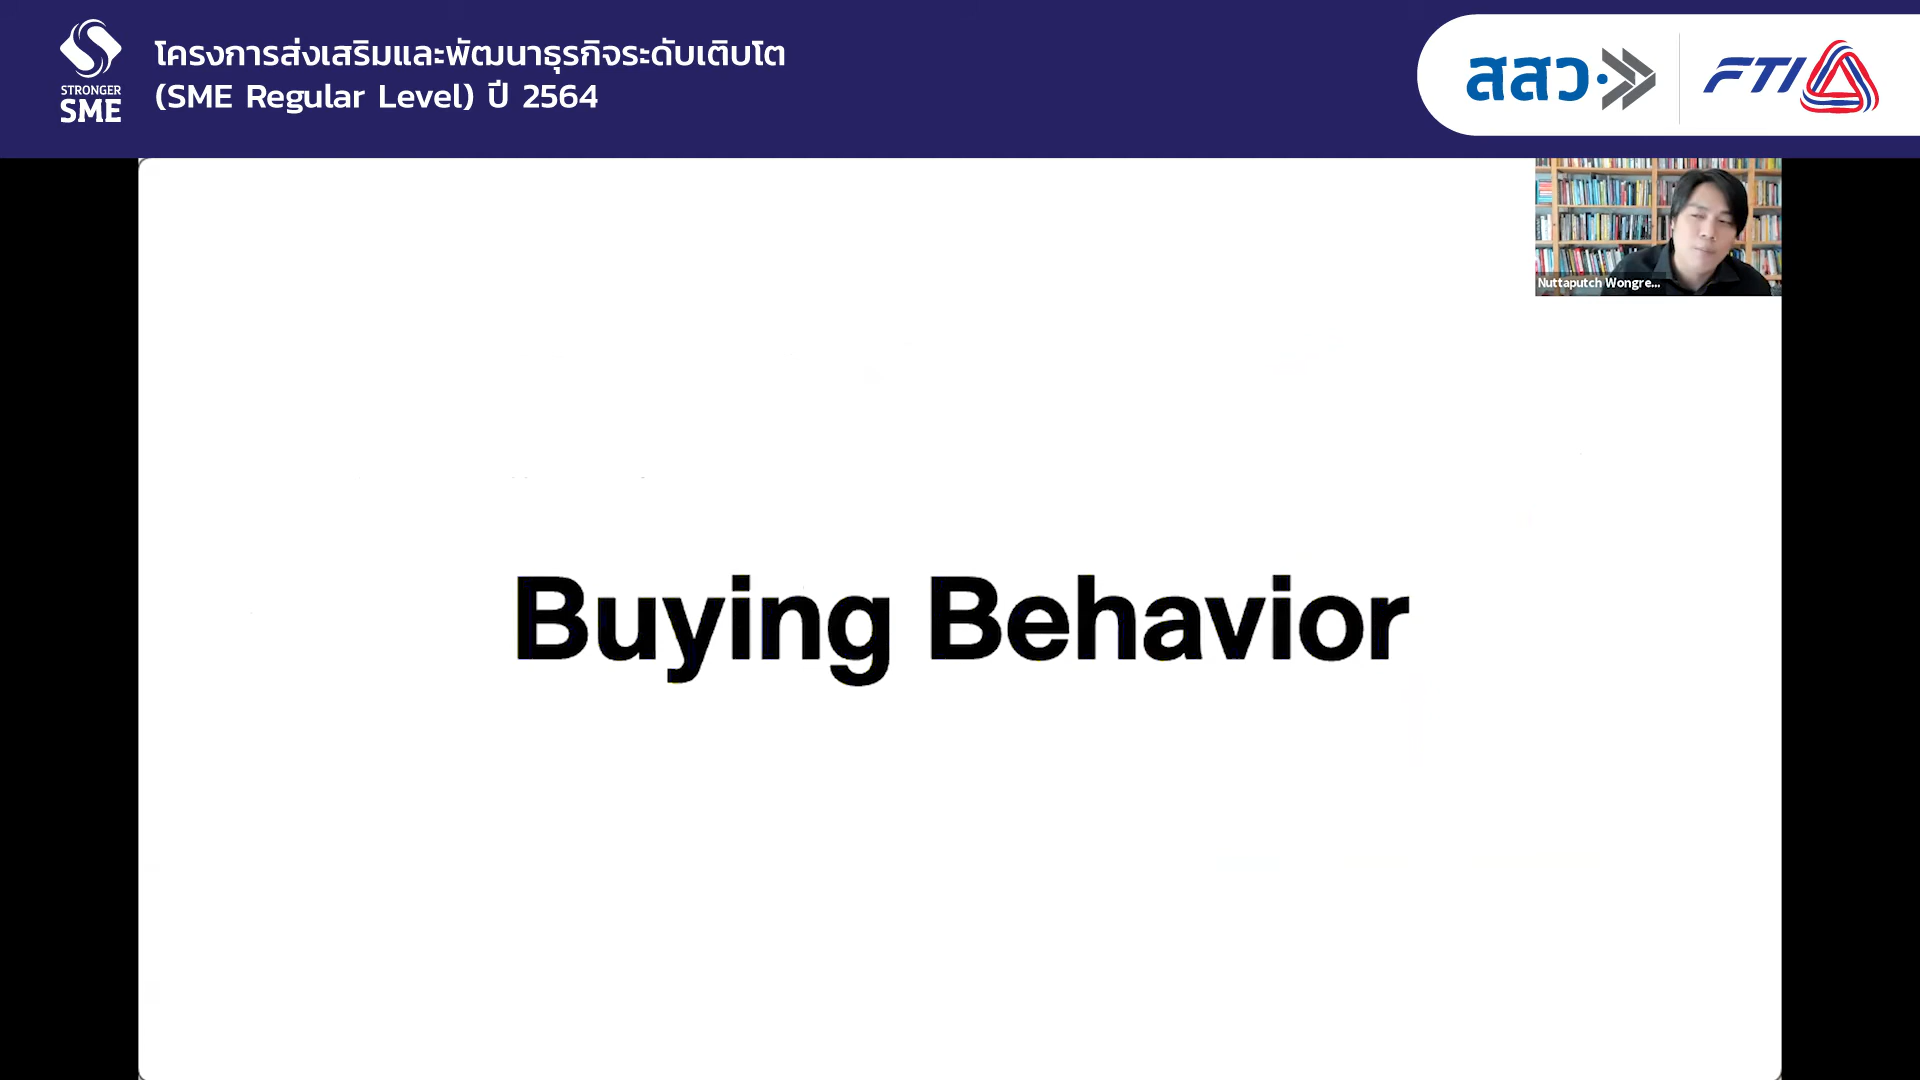 STRONGER
SME
โครงการส่งเสริมและพัฒนาธุรกิจระดับเติบโต
(SME Regular Level) ปี 2564
สสว
FTI
Nuttaputch Wongre...
Buying Behavior